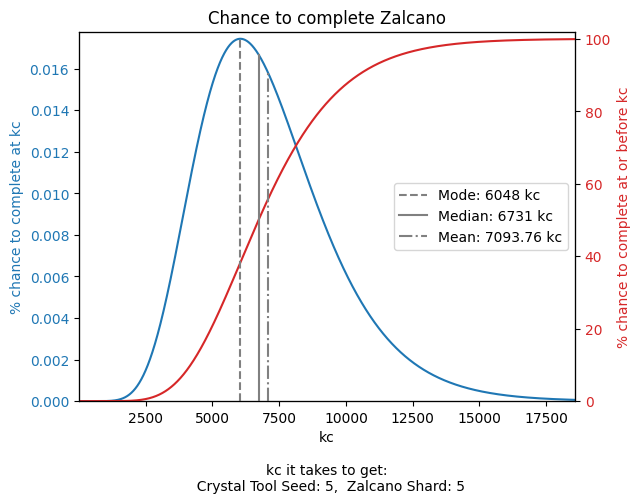 Chance to complete Zalcano
% chance to complete at kc
0.016
0.014
0.012
0.010
0.008
0.006
0.004
0.002
0.000
Mode: 6048 kc
Median: 6731 kc
Mean: 7093.76 kc
100
80
60
40
20
0
% chance to complete at or before kc
2500 5000 7500 10000 12500 15000 17500
kc
kc it takes to get:
Crystal Tool Seed: 5, Zalcano Shard: 5